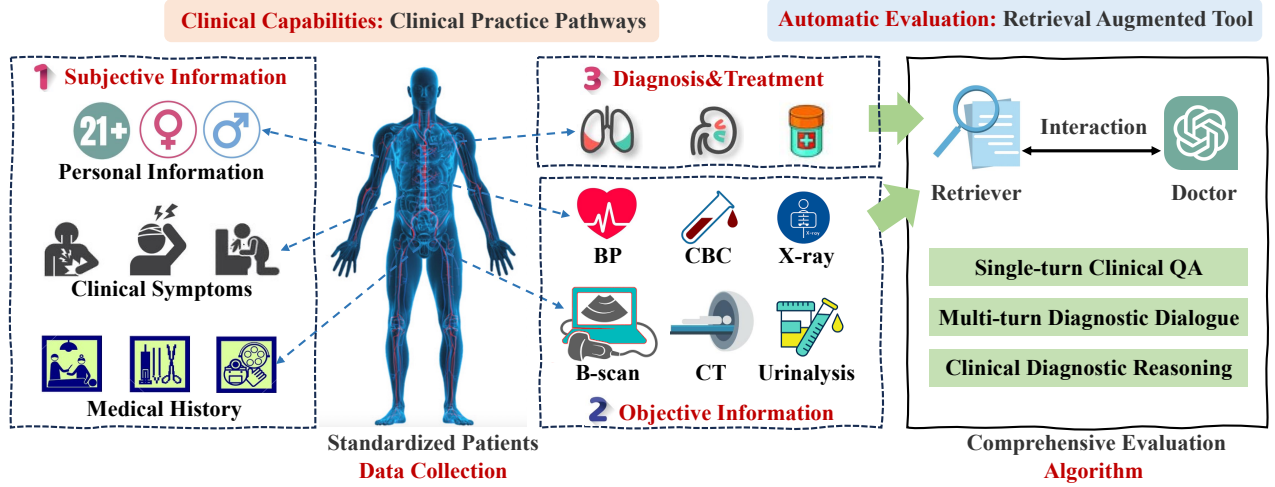 Clinical Capabilities: Clinical Practice Pathways
Automatic Evaluation: Retrieval Augmented Tool
1 Subjective Information
21+
Personal Information
Clinical Symptoms
Medical History
Standardized Patients
Data Collection
3 Diagnosis&Treatment
BP
CBC
X-ray
X-ray
B-scan
CT
Urinalysis
2 Objective Information
Interaction
Retriever
Doctor
Single-turn Clinical QA
Multi-turn Diagnostic Dialogue
Clinical Diagnostic Reasoning
Comprehensive Evaluation
Algorithm